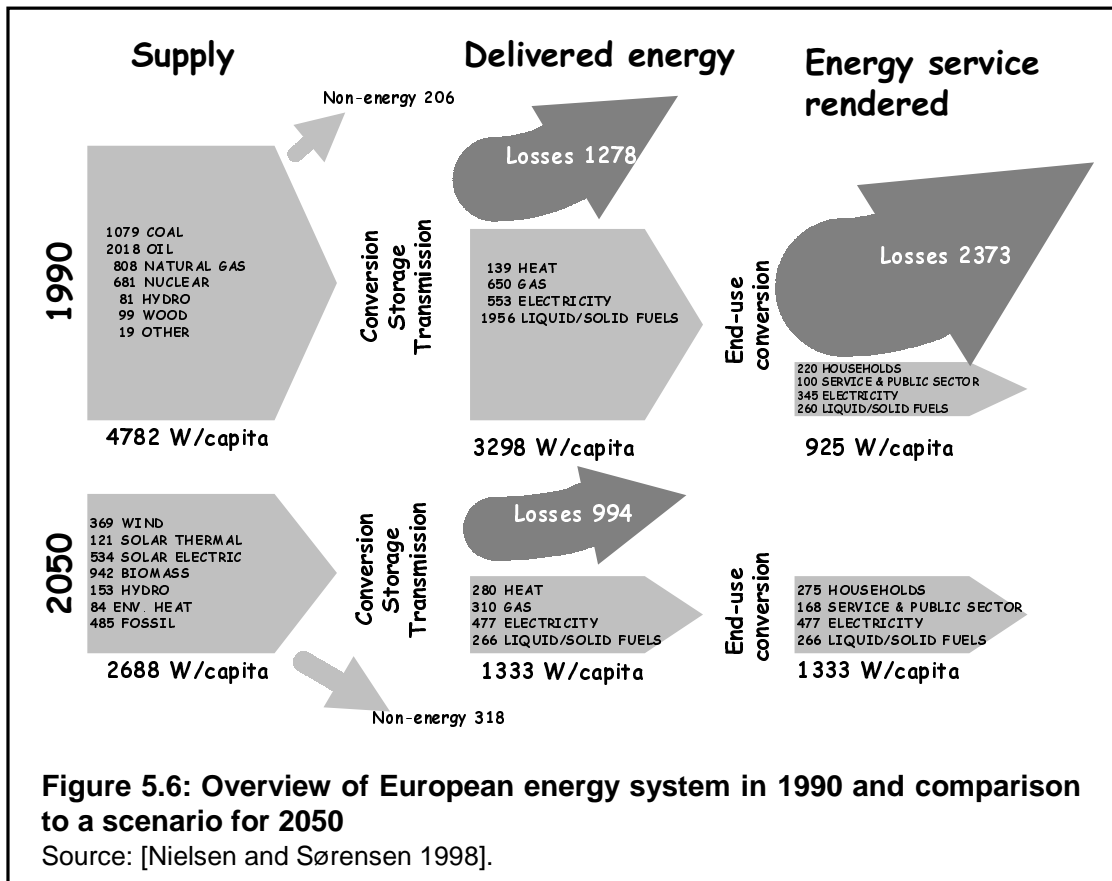 Supply
Delivered energy
Energy service
rendered
1990
Non-energy 206
1079 COAL
2018 OIL
808 NATURAL GAS
681 NUCLEAR
81 HYDRO
99 WOOD
19 OTHER
4782 W/capita
Conversion
Storage
Transmission
Losses 1278
139 HEAT
650 GAS
553 ELECTRICITY
1956 LIQUID/SOLID FUELS
3298 W/capita
End-use
conversion
Losses 2373
220 HOUSEHOLDS
100 SERVICE & PUBLIC SECTOR
345 ELECTRICITY
260 LIQUID/SOLID FUELS
925 W/capita
2050
369 WIND
121 SOLAR THERMAL
534 SOLAR ELECTRIC
942 BIOMASS
153 HYDRO
84 ENV. HEAT
485 FOSSIL
2688 W/capita
Non-energy 318
Conversion
Storage
Transmission
Losses 994
280 HEAT
310 GAS
477 ELECTRICITY
266 LIQUID/SOLID FUELS
1333 W/capita
End-use
conversion
275 HOUSEHOLDS
168 SERVICE & PUBLIC SECTOR
477 ELECTRICITY
266 LIQUID/SOLID FUELS
1333 W/capita
Figure 5.6: Overview of European energy system in 1990 and comparison
to a scenario for 2050
Source: [Nielsen and Sørensen 1998].